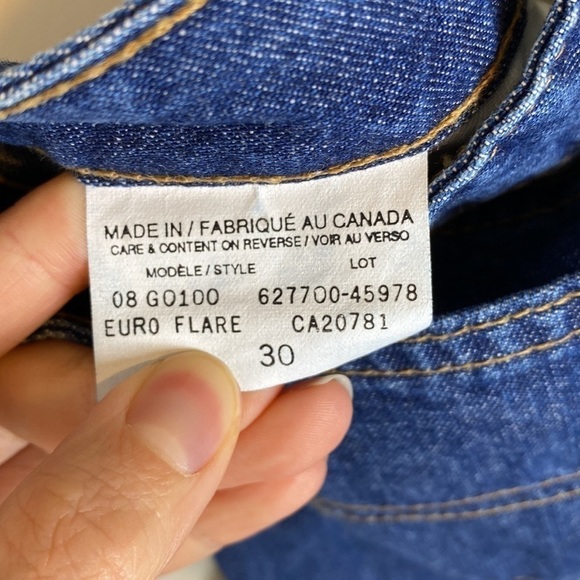 MADE IN / FABRIQUÉ AU CANADA
CARE & CONTENT ON REVERSE / VOIR AU VERSO
MODÈLE / STYLE LOT
08 GO100 627700-45978
EURO FLARE CA20781
30